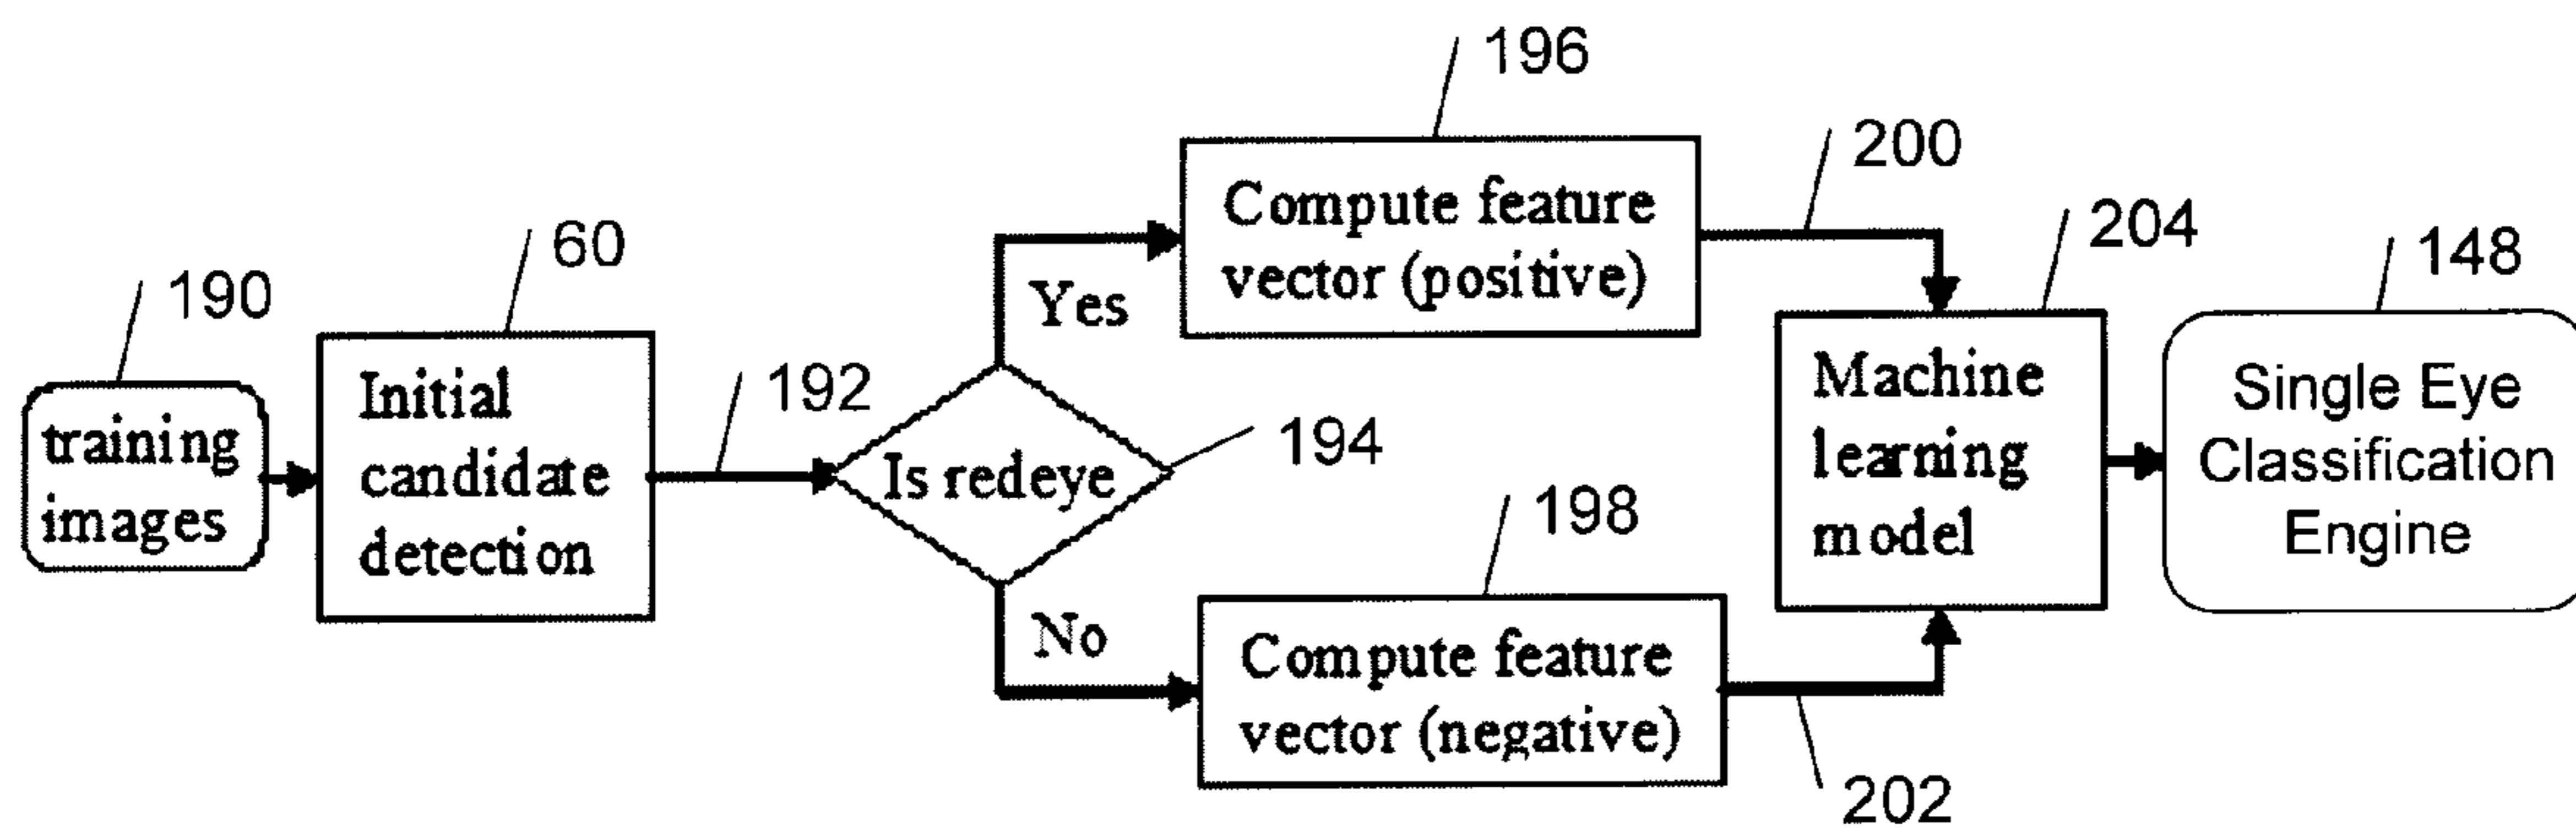 196
Compute feature
vector (positive)
200
204
148
60
190
training
images
Initial
candidate
detection
192
Yes
Is redeye
194
No
198
Compute feature
vector (negative)
202
Machine
learning
model
Single Eye
Classification
Engine